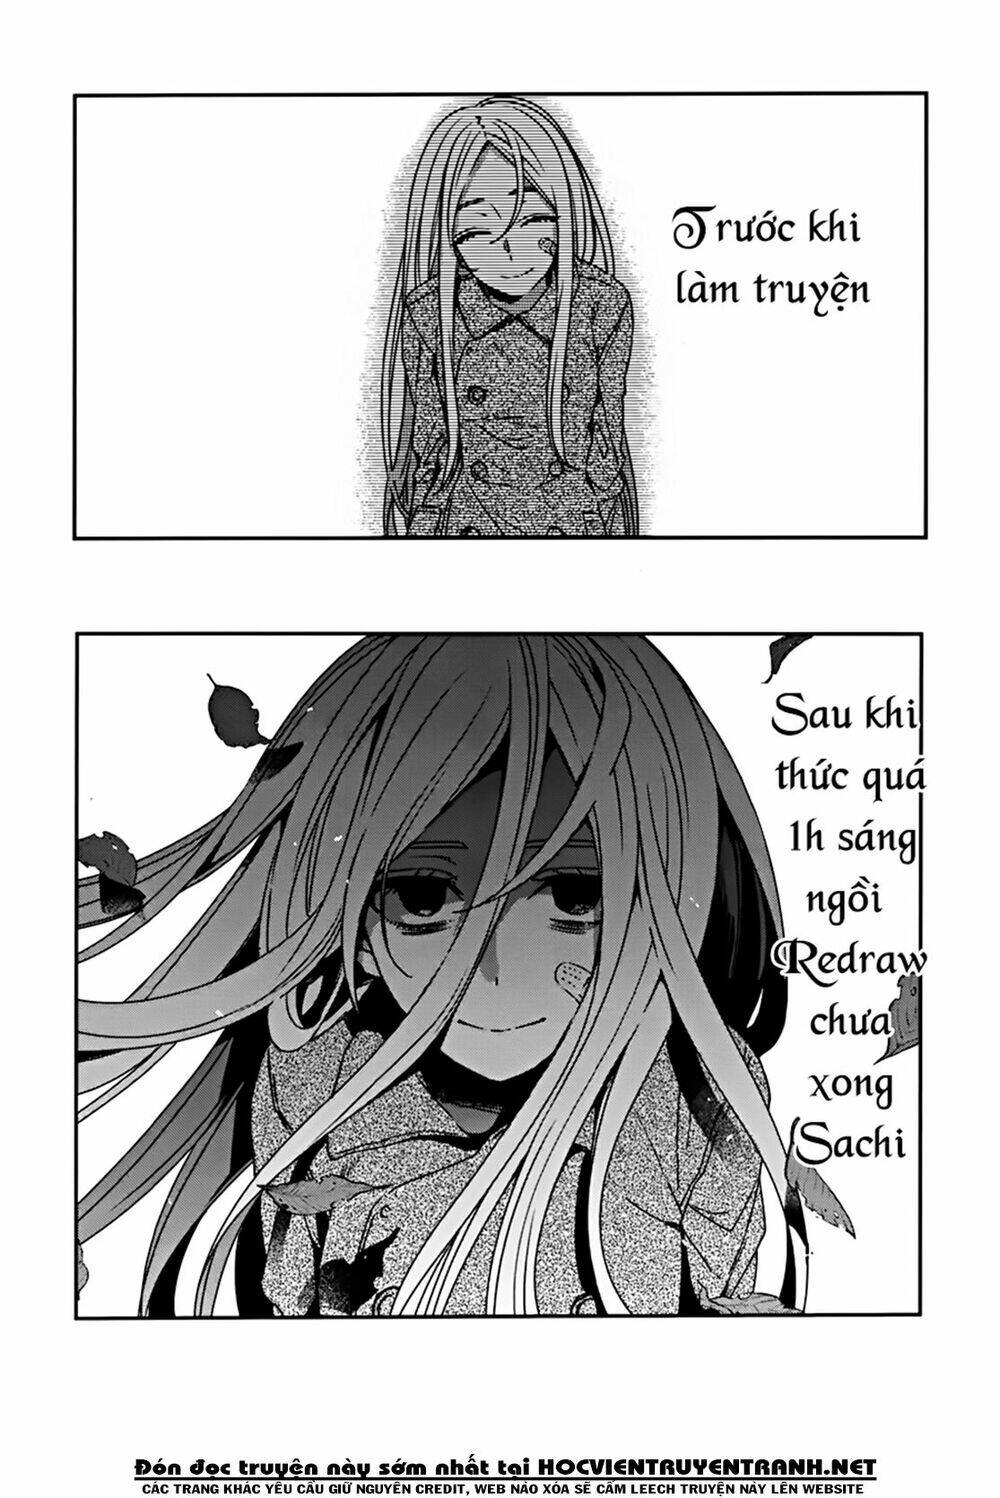 Trước khi
làm truyện
Sau khi
thức quá
1h sáng
ngồi
Redraw
chưa
xong
Sachi
Đón đọc truyện này sớm nhất tại HOCVIENTRUYENTRANH.NET
CÁC TRANG KHÁC YÊU CẦU GIỮ NGUYÊN CREDIT, WEB NÀO XÓA SẼ CẤM LEECH TRUYỆN NÀY LÊN WEBSITE